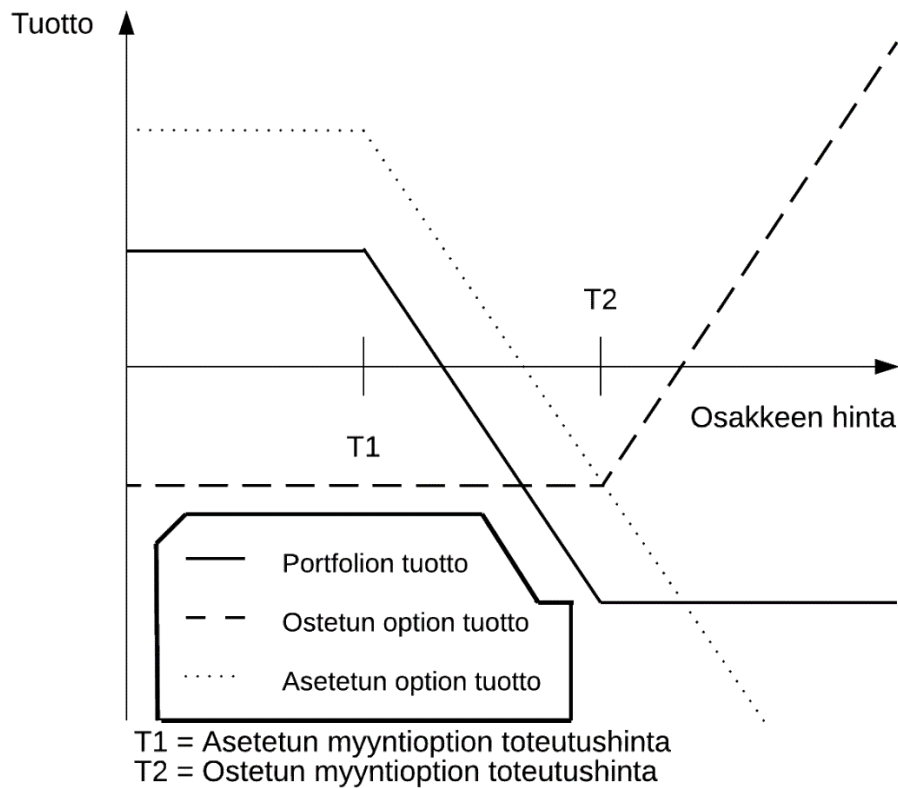 Tuotto
T2
Osakkeen hinta
T1
Portfolion tuotto
Ostetun option tuotto
Asetetun option tuotto
T1 = Asetetun myyntioption toteutushinta
T2 = Ostetun myyntioption toteutushinta